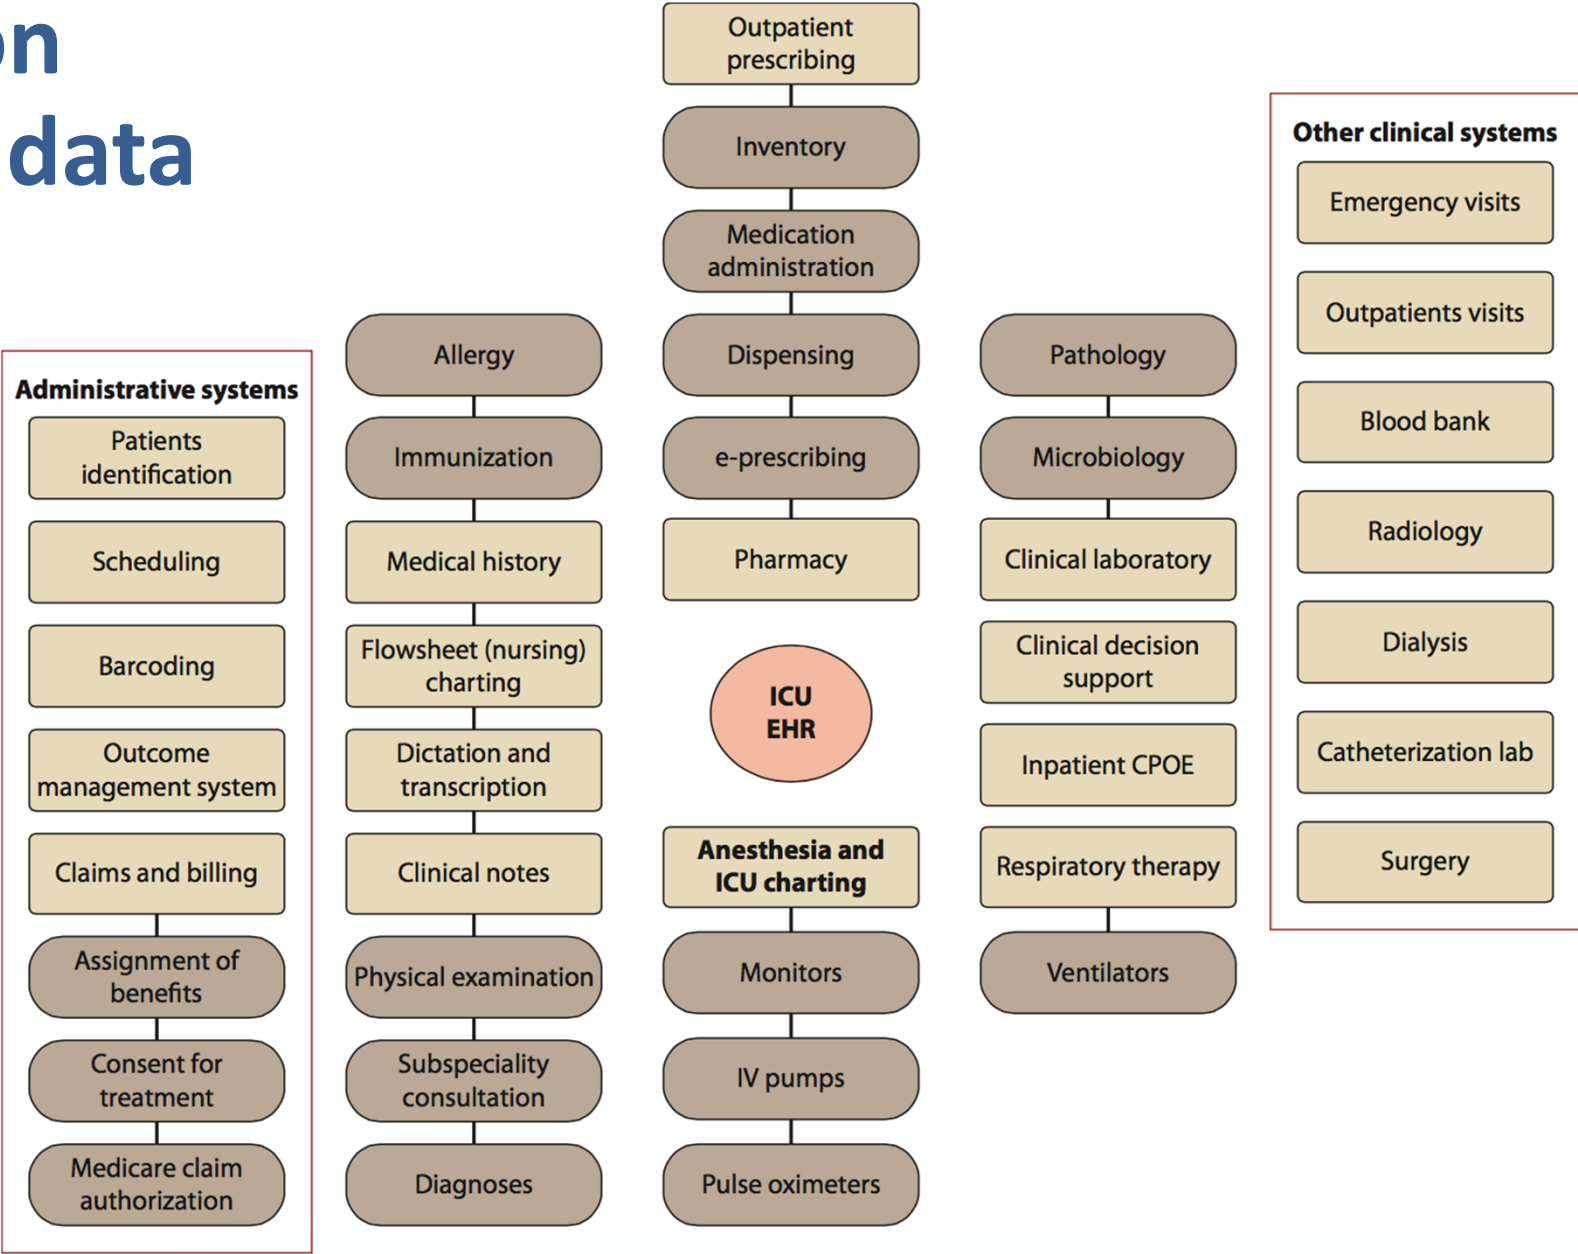 on
data
Outpatient
prescribing
Inventory
Medication
administration
Dispensing
e-prescribing
Pharmacy
ICU
EHR
Anesthesia and
ICU charting
Monitors
IV pumps
Pulse oximeters
Administrative systems
Patients
identification
Scheduling
Barcoding
Outcome
management system
Claims and billing
Assignment of
benefits
Consent for
treatment
Medicare claim
authorization
Allergy
Immunization
Medical history
Flowsheet (nursing)
charting
Dictation and
transcription
Clinical notes
Physical examination
Subspeciality
consultation
Diagnoses
Pathology
Microbiology
Clinical laboratory
Clinical decision
support
Inpatient CPOE
Respiratory therapy
Ventilators
Other clinical systems
Emergency visits
Outpatients visits
Blood bank
Radiology
Dialysis
Catheterization lab
Surgery